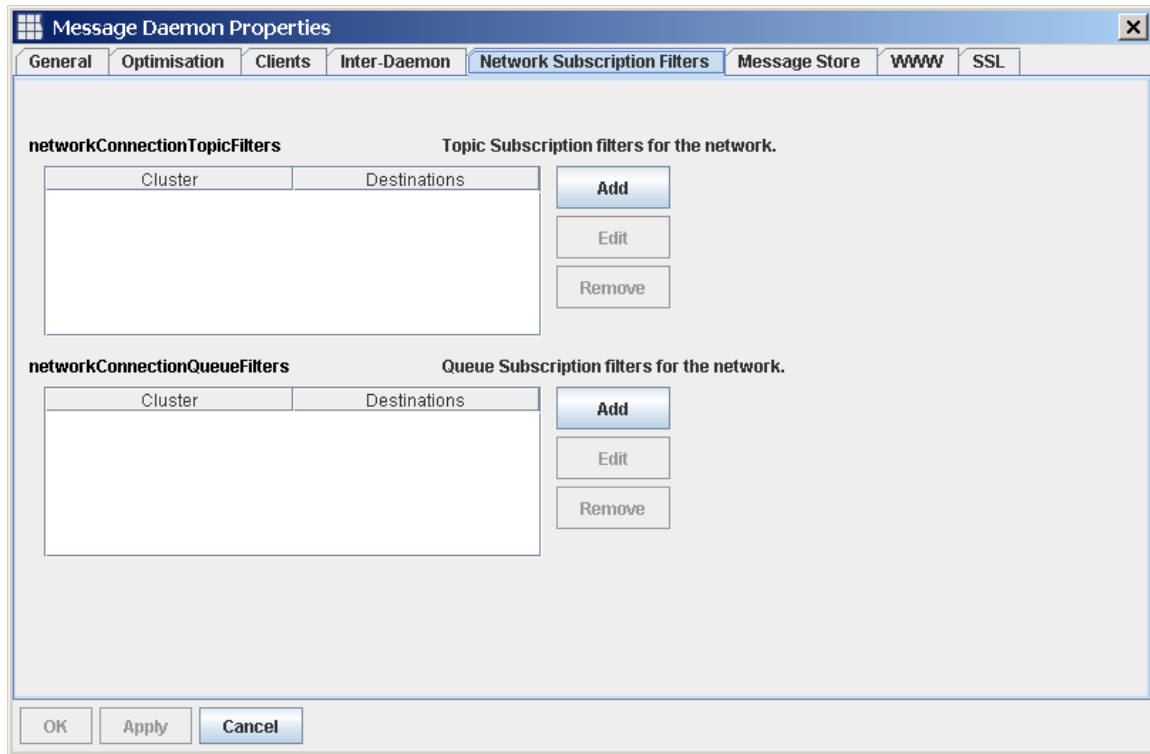 Message Daemon Properties
General Optimisation Clients Inter-Daemon Network Subscription Filters Message Store WWW SSL
networkConnectionTopicFilters Topic Subscription filters for the network.
Cluster Destinations
Add
Edit
Remove
networkConnectionQueueFilters Queue Subscription filters for the network.
Cluster Destinations
Add
Edit
Remove
OK Apply Cancel